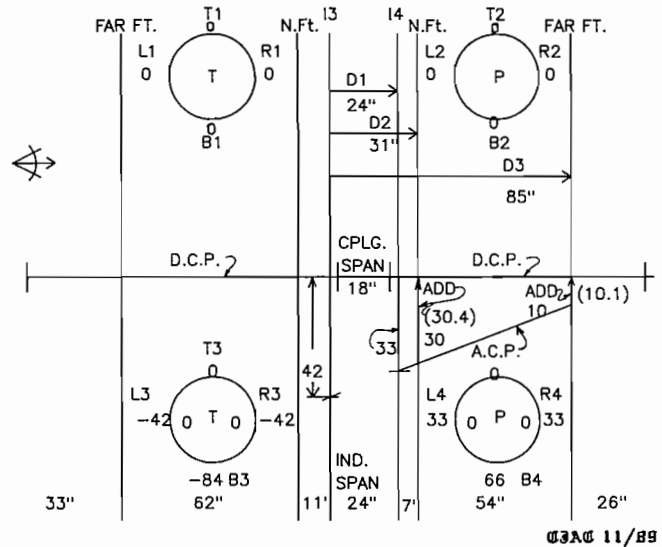 T1 I3 I4 T2
FAR FT. 0 N.Ft. N.Ft. 0 FAR FT.
L1 R1 L2 R2
0 T 0 0 P 0
D1
24"
0 D2 0
B1 31" B2
D3
85"
CPLG.
D.C.P. SPAN D.C.P.
18" ADD ADD (10.1)
(30.4) 10
33 30
T3 A.C.P.
0 42 0
L3 R3 L4 R4
-42 0 T 0 -42 33 0 P 0 33
IND.
-84 B3 SPAN 66 B4
33" 62" 11' 24" 7' 54" 26"
CJAC 11/89